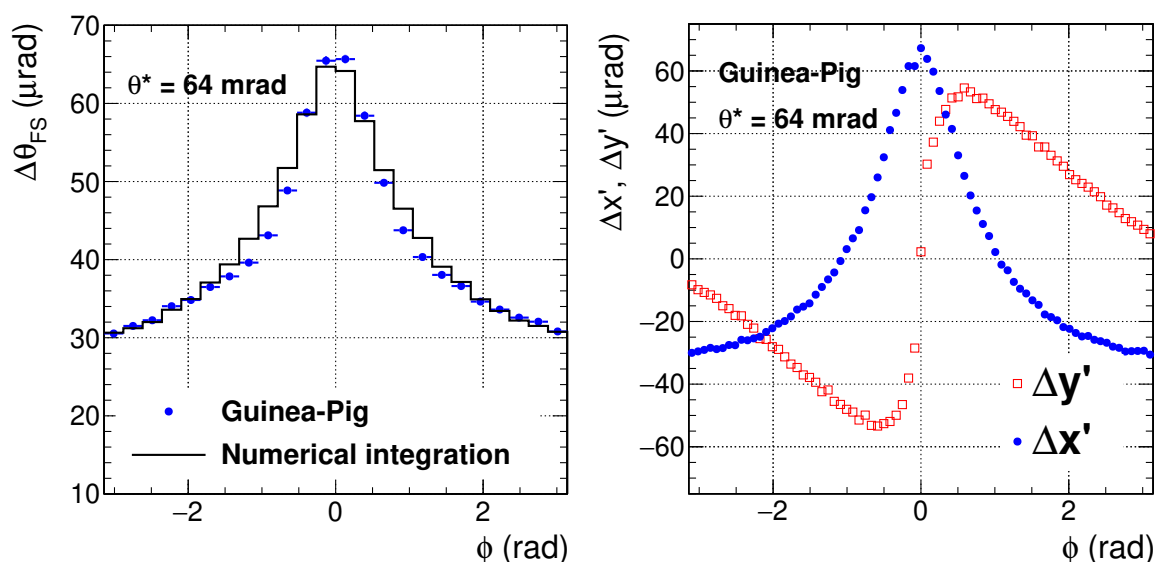 Δθ_FS (μrad)
70
60
50
40
30
20
10
θ* = 64 mrad
Guinea-Pig
Numerical integration
−2
0
2
ϕ (rad)
Δx', Δy' (μrad)
60
40
20
0
−20
−40
−60
Guinea-Pig
θ* = 64 mrad
Δy'
Δx'
−2
0
2
ϕ (rad)